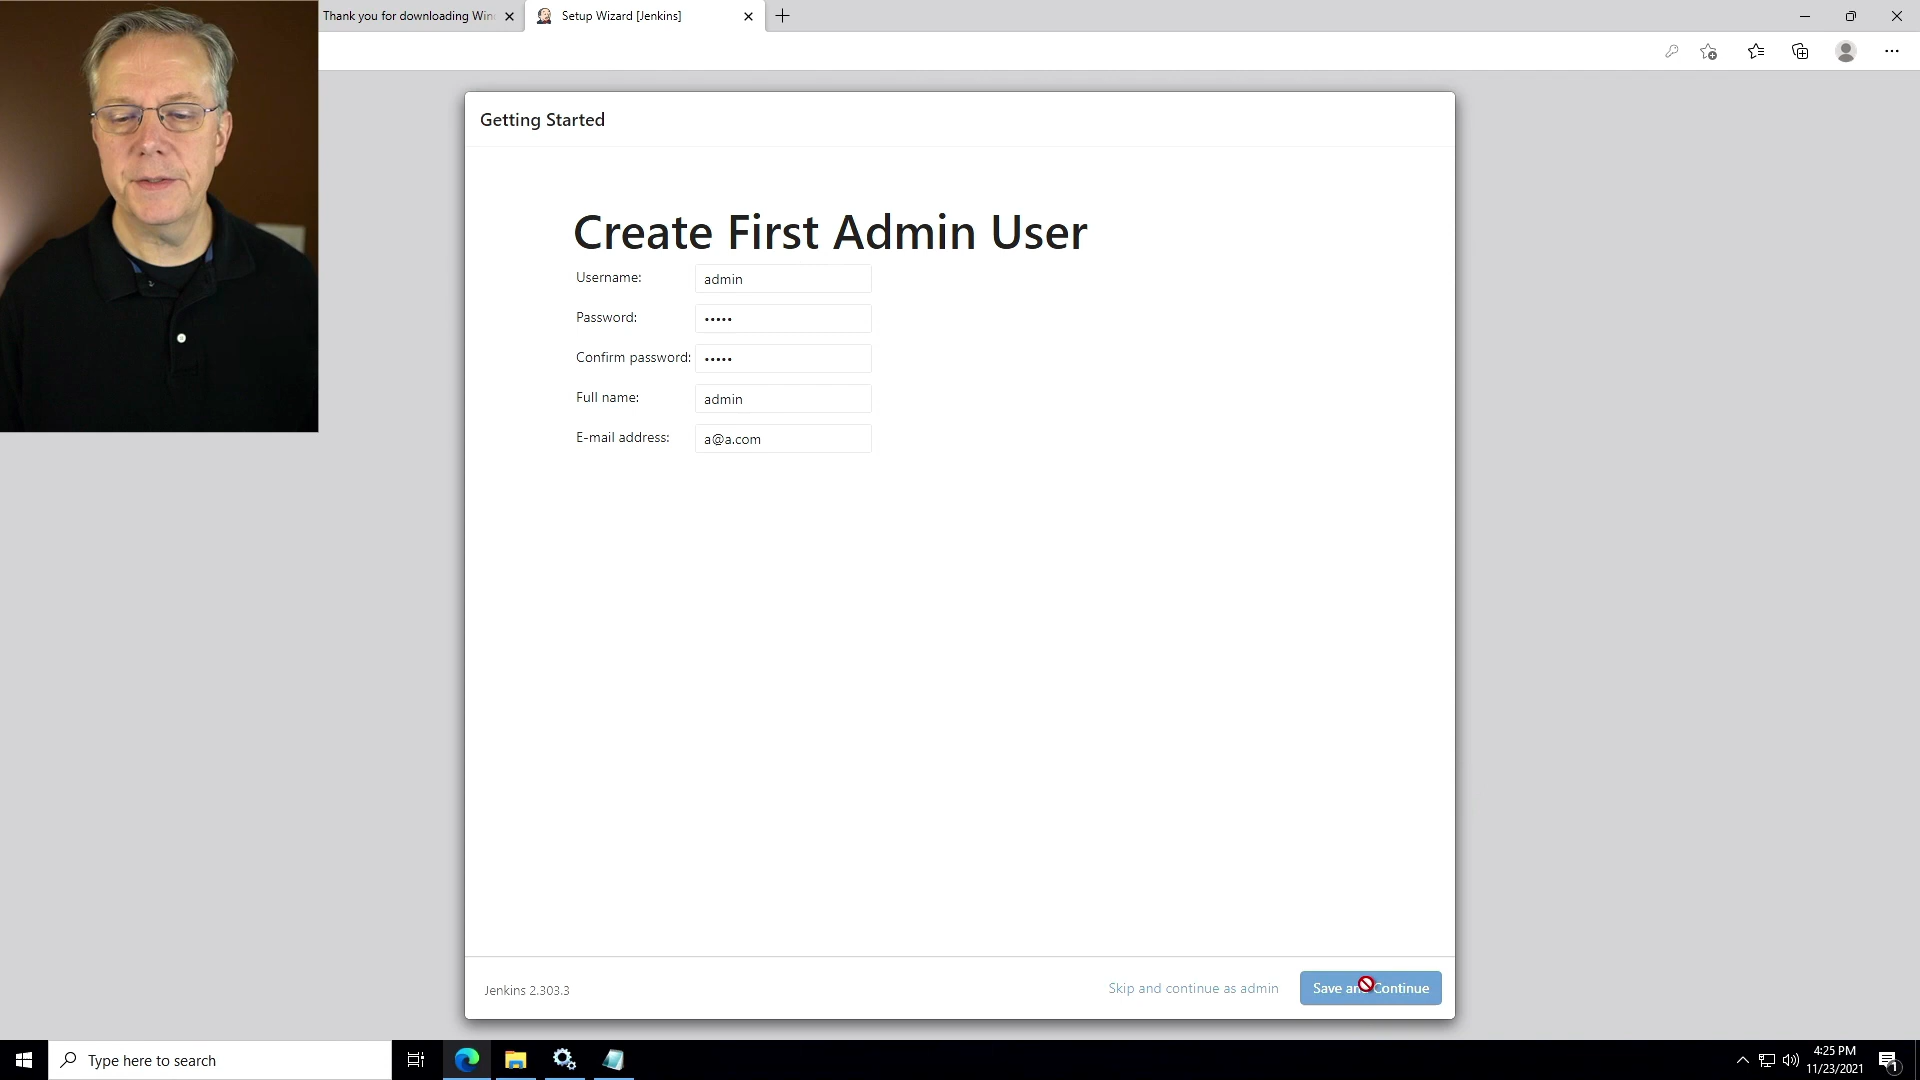 Thank you for downloading Win
Setup Wizard [Jenkins]
Getting Started
Create First Admin User
Username:
admin
Password:
•••••
Confirm password:
•••••
Full name:
admin
E-mail address:
a@a.com
Jenkins 2.303.3
Skip and continue as admin
Save and Continue
Type here to search
4:25 PM
11/23/2021
1